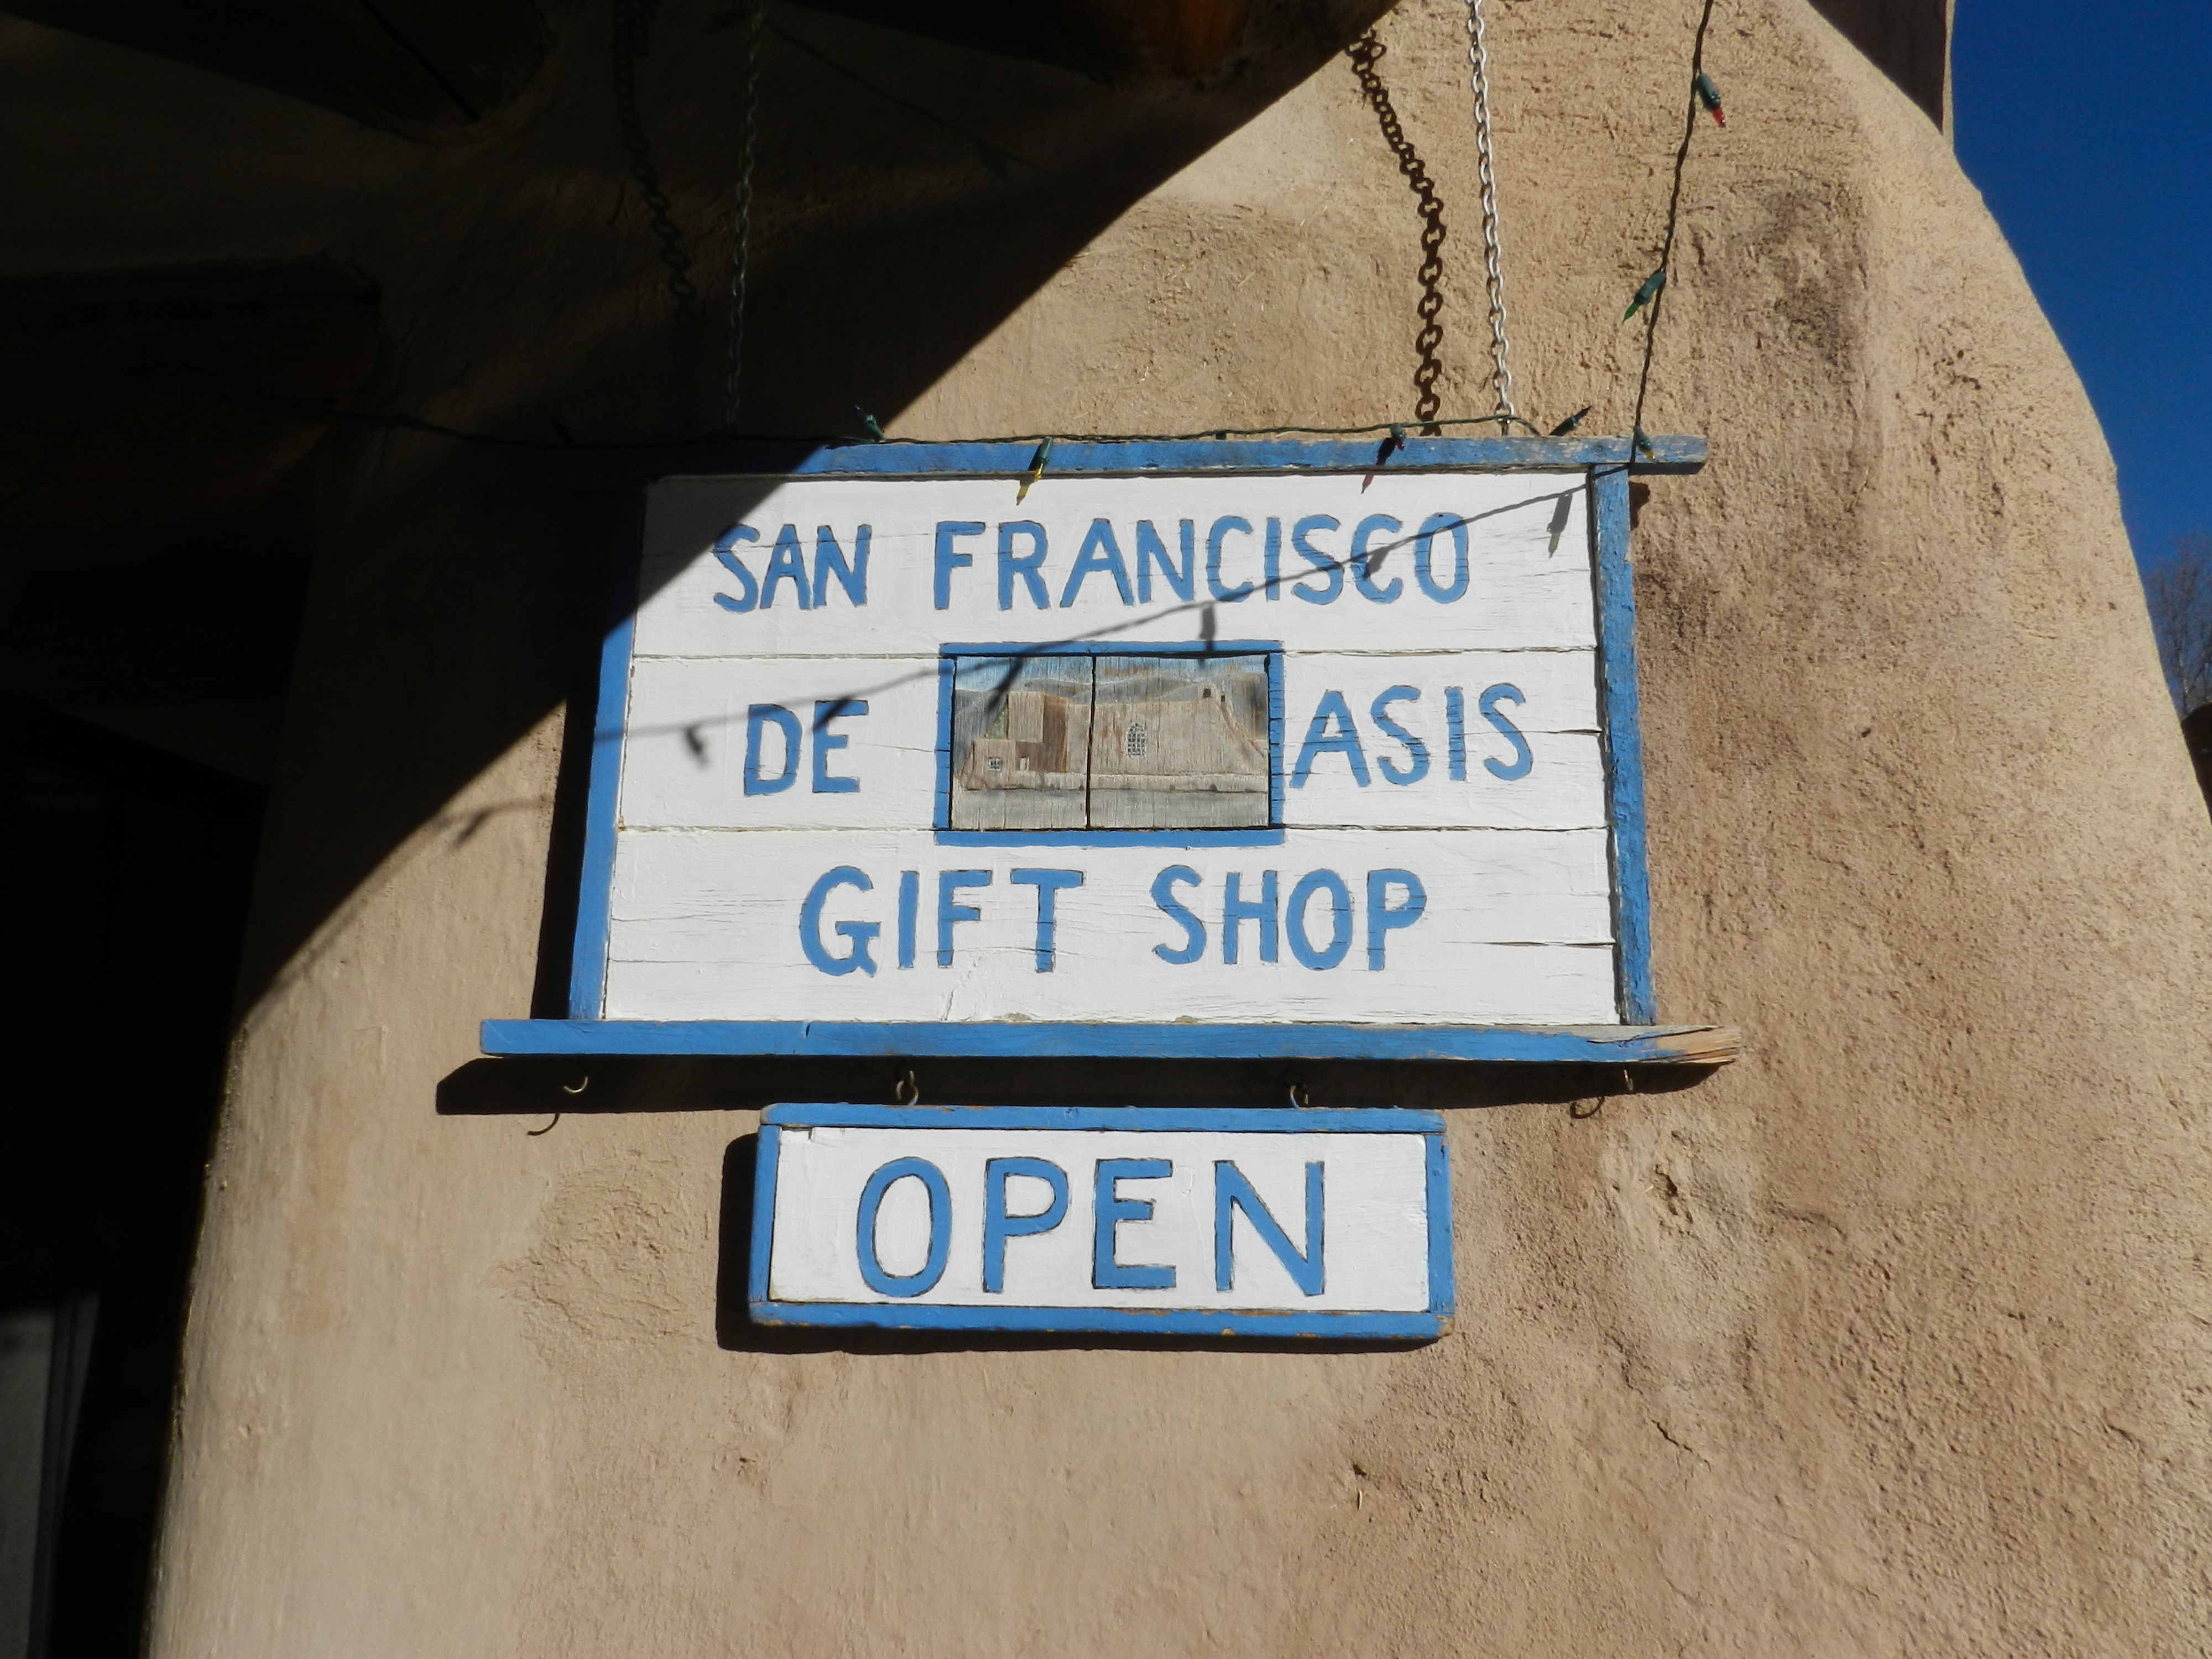 SAN FRANCISCO
DE ASIS
GIFT SHOP
OPEN